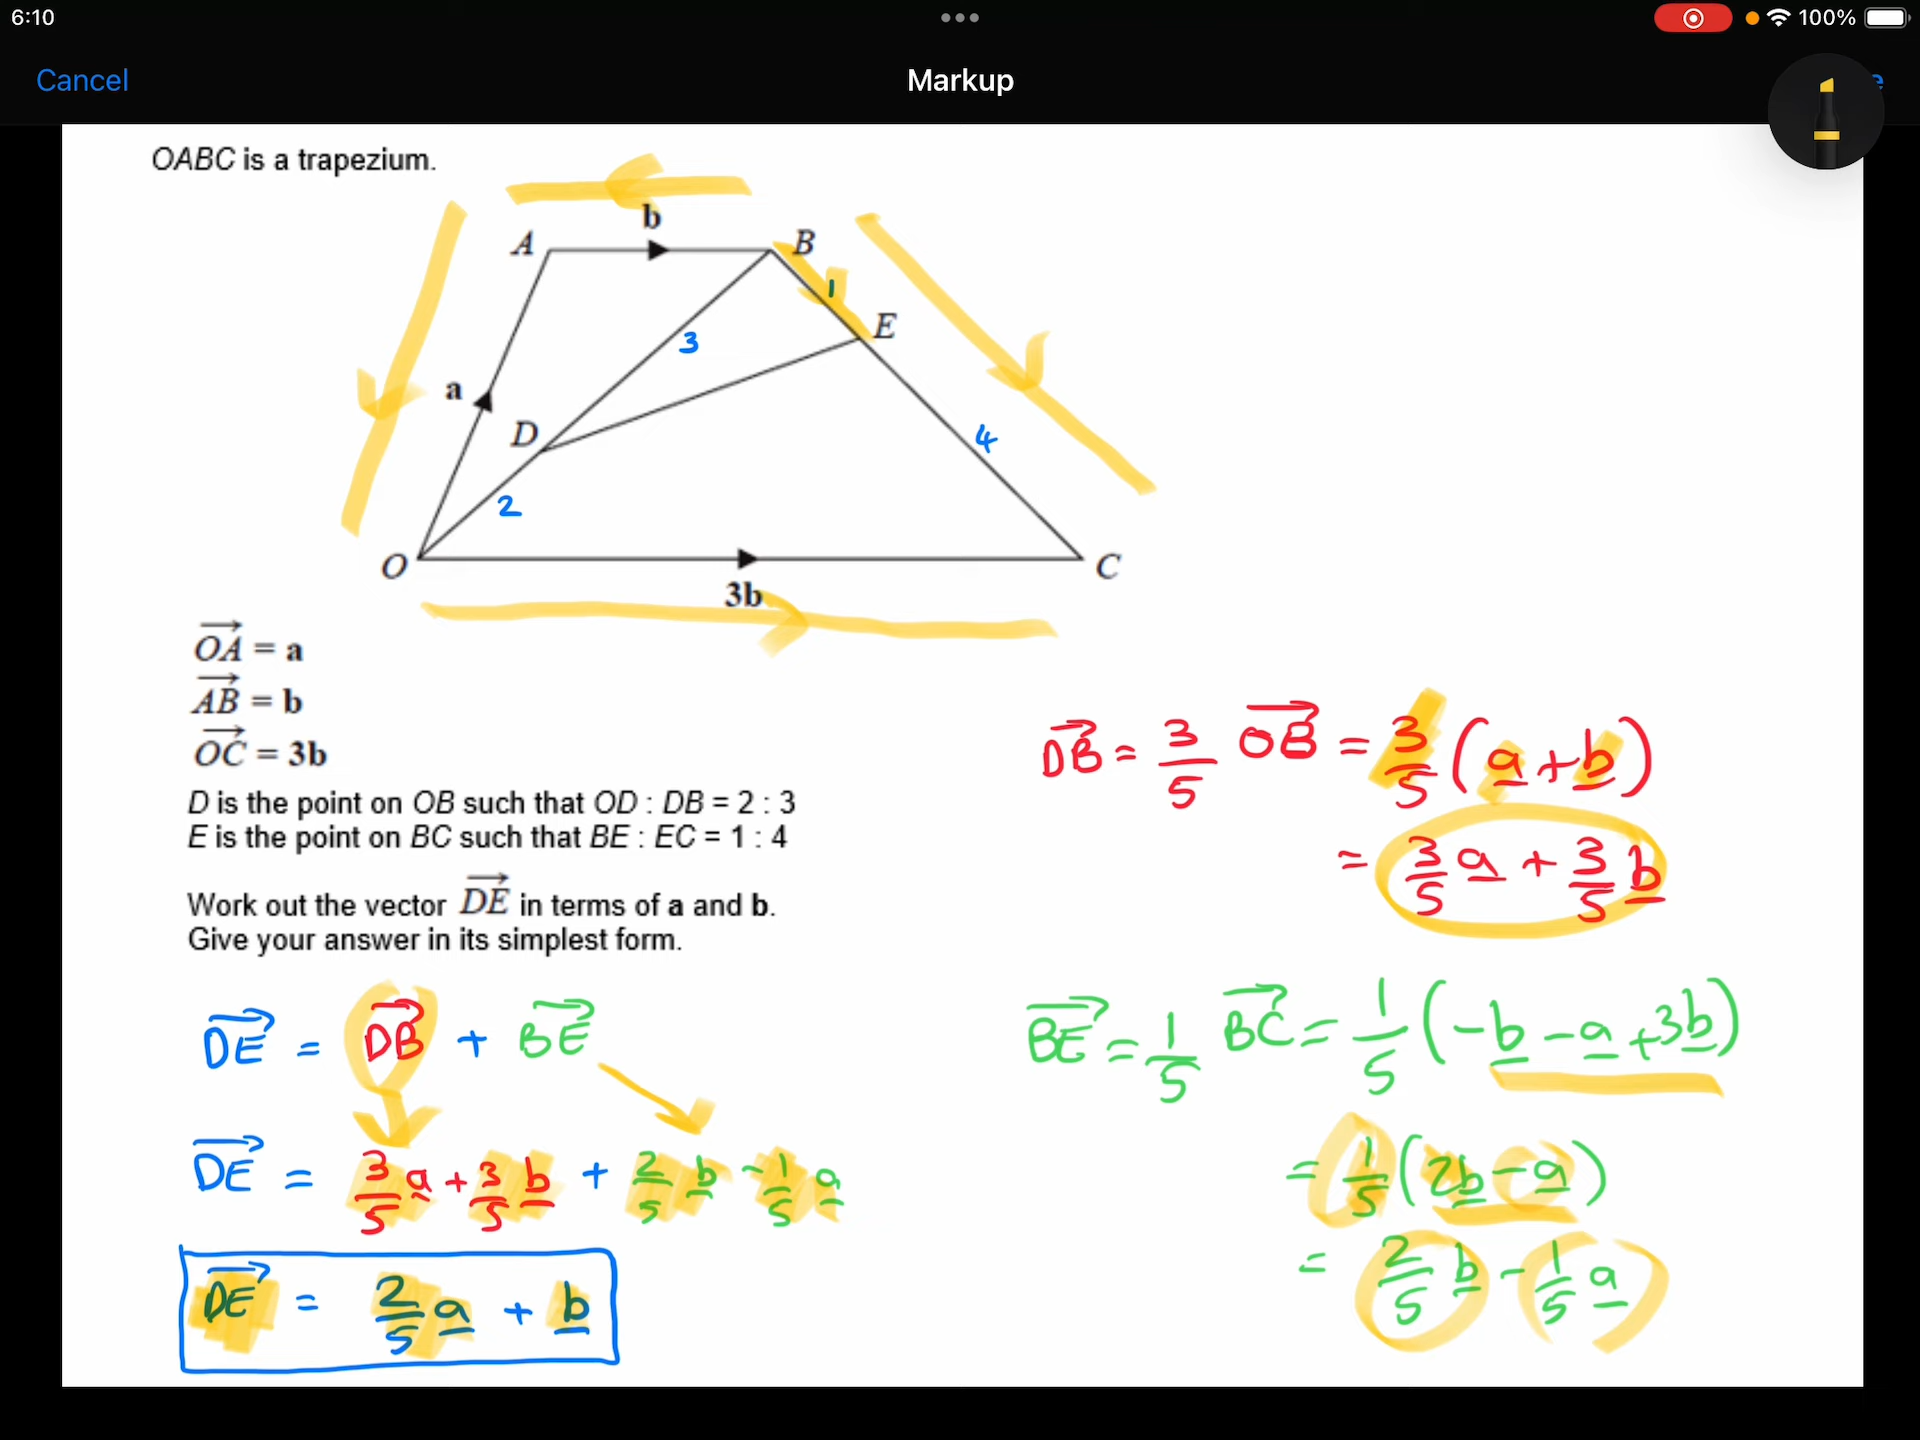 6:10
100%
Cancel
Markup
OABC is a trapezium.
b
A
B
1
E
3
a
D
4
2
O
C
3b
OA = a
AB = b
OC = 3b
D is the point on OB such that OD : DB = 2 : 3
E is the point on BC such that BE : EC = 1 : 4
Work out the vector DE in terms of a and b.
Give your answer in its simplest form.
DB = 3/5 OB = 3/5 (a + b)
= 3/5 a + 3/5 b
DE = DB + BE
BE = 1/5 BC = 1/5 (-b - a + 3b)
DE = 3/5 a + 3/5 b + 2/5 b - 1/5 a
= 1/5 (2b - a)
= 2/5 b - 1/5 a
DE = 2/5 a + b